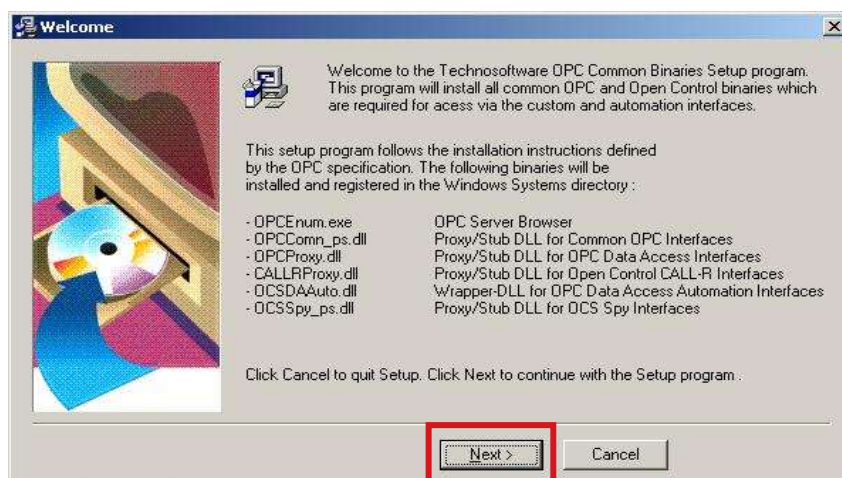 Welcome
Welcome to the Technosoftware OPC Common Binaries Setup program.
This program will install all common OPC and Open Control binaries which
are required for acess via the custom and automation interfaces.
This setup program follows the installation instructions defined
by the OPC specification. The following binaries will be
installed and registered in the Windows Systems directory :
- OPCEnum.exe OPC Server Browser
- OPCComn_ps.dll Proxy/Stub DLL for Common OPC Interfaces
- OPCProxy.dll Proxy/Stub DLL for OPC Data Access Interfaces
- CALLRProxy.dll Proxy/Stub DLL for Open Control CALL-R Interfaces
- OCSDAAuto.dll Wrapper-DLL for OPC Data Access Automation Interfaces
- OCSSpy_ps.dll Proxy/Stub DLL for OCS Spy Interfaces
Click Cancel to quit Setup. Click Next to continue with the Setup program .
Next > Cancel